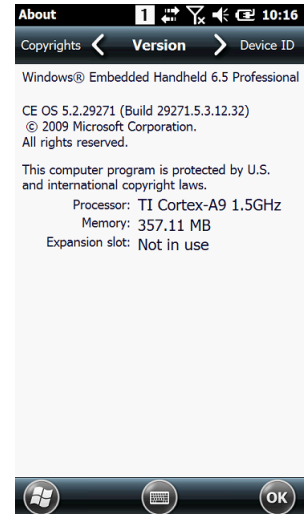 About 1 10:16
Copyrights Version Device ID
Windows® Embedded Handheld 6.5 Professional
CE OS 5.2.29271 (Build 29271.5.3.12.32)
© 2009 Microsoft Corporation.
All rights reserved.
This computer program is protected by U.S.
and international copyright laws.
Processor: TI Cortex-A9 1.5GHz
Memory: 357.11 MB
Expansion slot: Not in use
OK